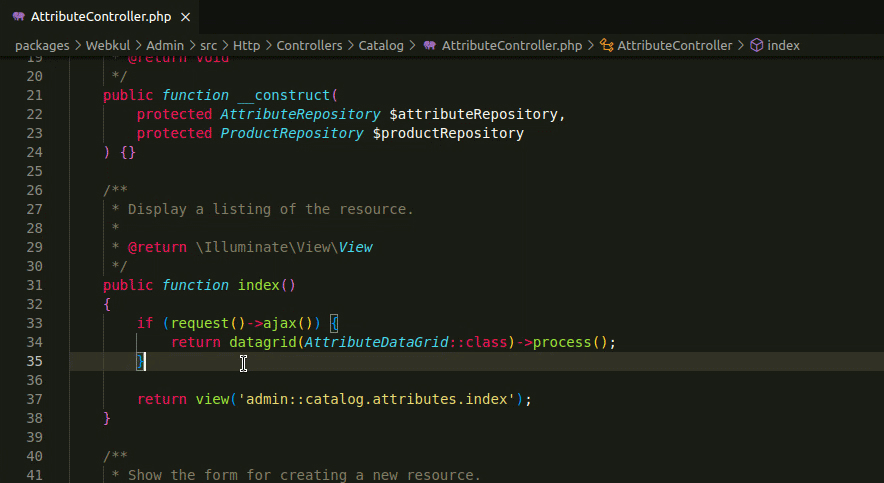 AttributeController.php ×
packages > Webkul > Admin > src > Http > Controllers > Catalog > AttributeController.php > AttributeController > index
19 * @return void
20 */
21 public function __construct(
22 protected AttributeRepository $attributeRepository,
23 protected ProductRepository $productRepository
24 ) {}
25
26 /**
27 * Display a listing of the resource.
28 *
29 * @return \Illuminate\View\View
30 */
31 public function index()
32 {
33 if (request()->ajax()) {
34 return datagrid(AttributeDataGrid::class)->process();
35 }
36
37 return view('admin::catalog.attributes.index');
38 }
39
40 /**
41 * Show the form for creating a new resource.